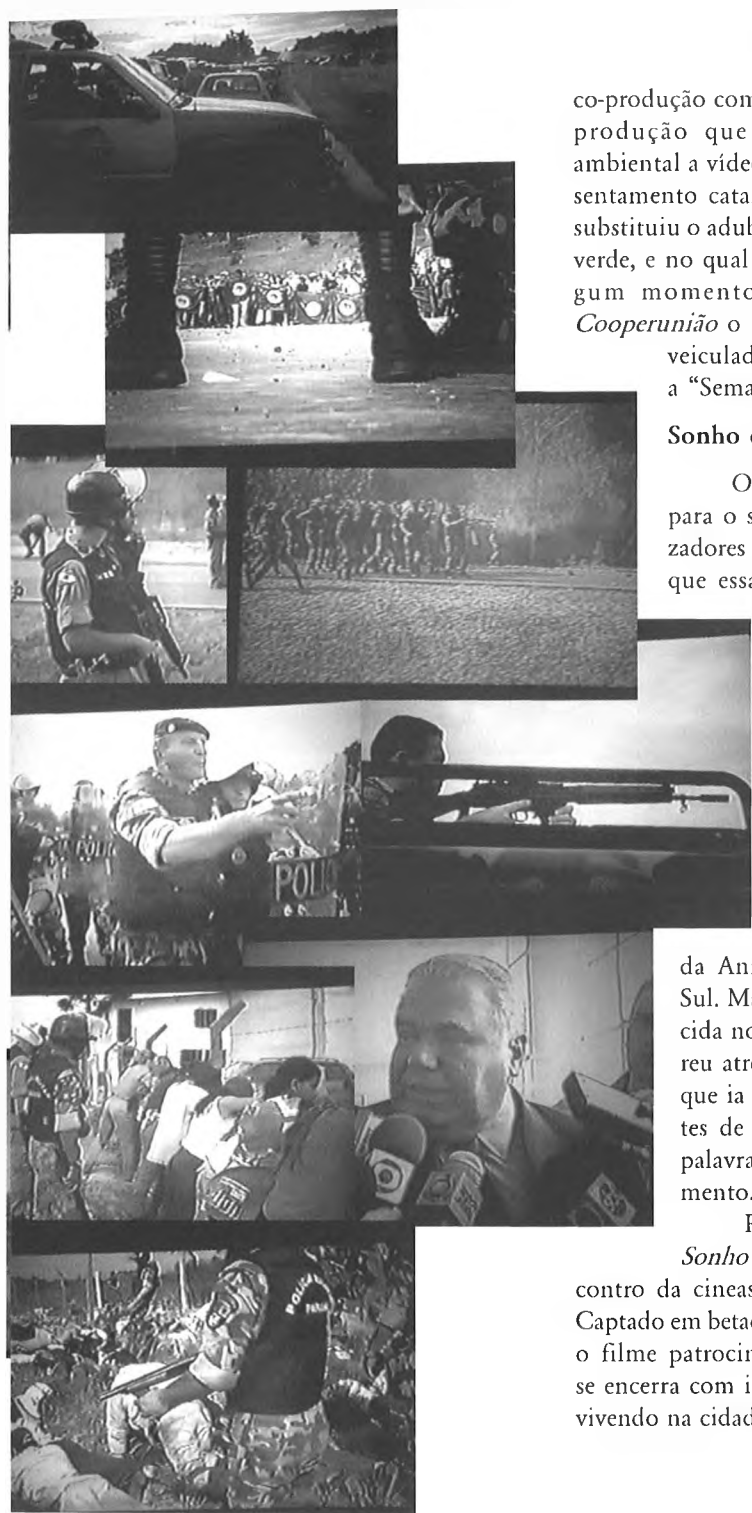 co-produção com
produção que
ambiental a víde
sentamento cata
substituiu o adub
verde, e no qual
gum momento
Cooperunião o
veiculad
a “Sema
Sonho
O
para o s
zadores
que essa
POLIC
da An
Sul. M
cida no
reu atr
que ia
tes de
palavra
mento.
P
Sonho
contro da cineas
Captado em betac
o filme patrocin
se encerra com i
vivendo na cidad